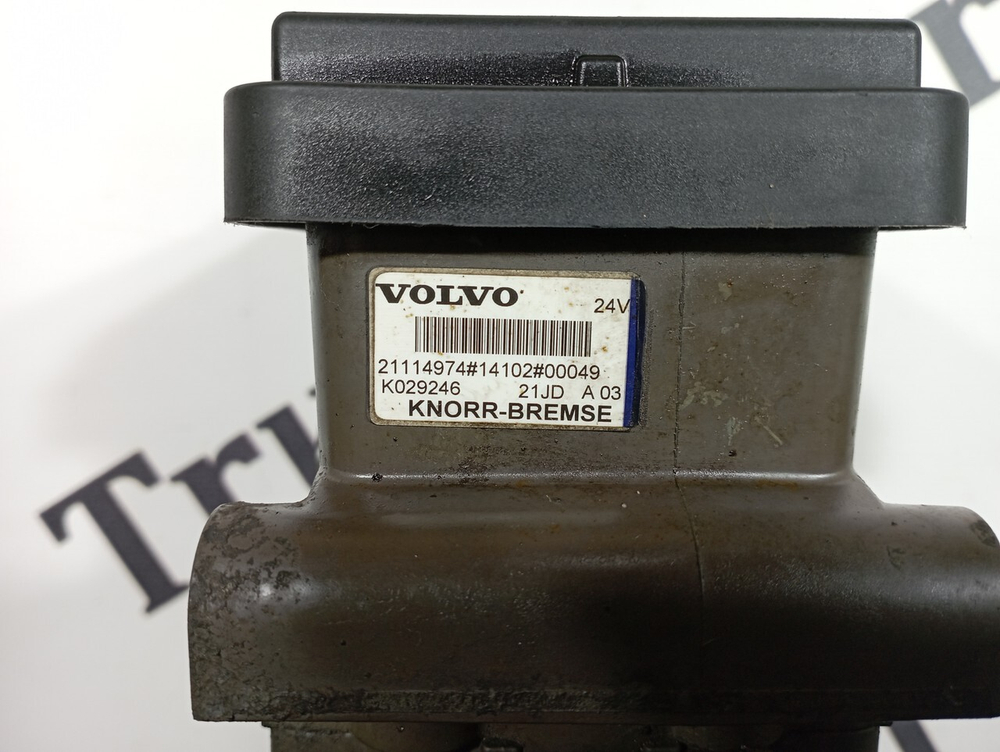 VOLVO
24V
21114974#14102#00049
K029246 21JD A 03
KNORR-BREMSE